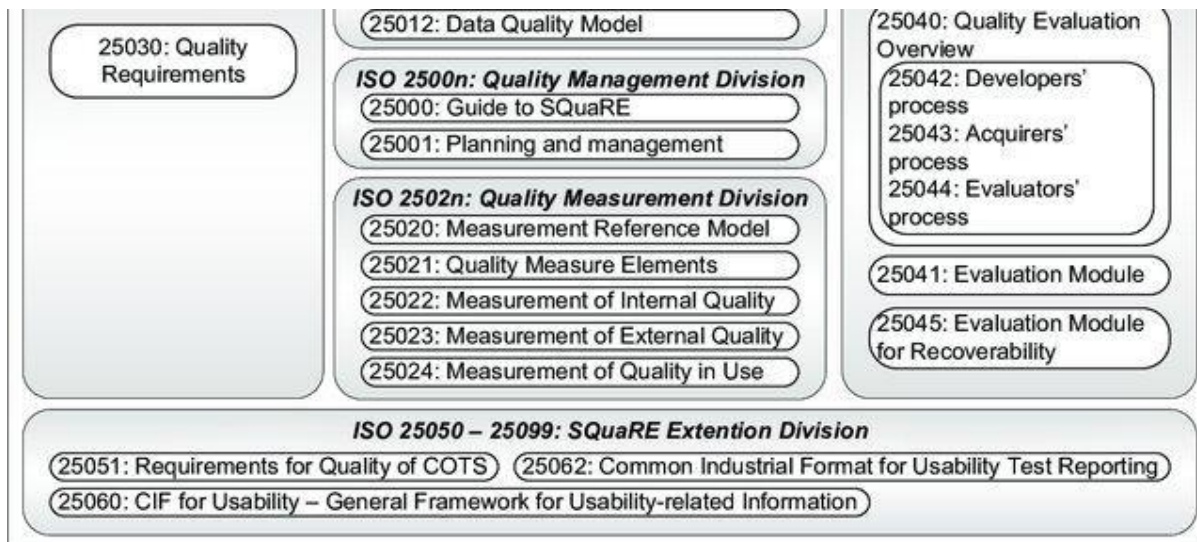 25030: Quality
Requirements
25012: Data Quality Model
ISO 2500n: Quality Management Division
25000: Guide to SQuaRE
25001: Planning and management
ISO 2502n: Quality Measurement Division
25020: Measurement Reference Model
25021: Quality Measure Elements
25022: Measurement of Internal Quality
25023: Measurement of External Quality
25024: Measurement of Quality in Use
25040: Quality Evaluation
Overview
25042: Developers’
process
25043: Acquirers’
process
25044: Evaluators’
process
25041: Evaluation Module
25045: Evaluation Module
for Recoverability
ISO 25050 – 25099: SQuaRE Extention Division
25051: Requirements for Quality of COTS
25062: Common Industrial Format for Usability Test Reporting
25060: CIF for Usability – General Framework for Usability-related Information